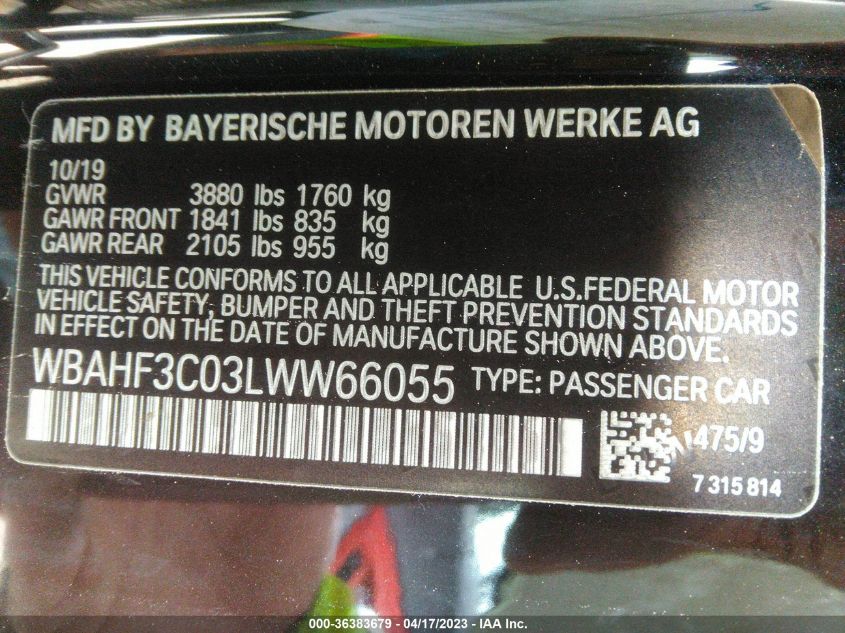 MFD BY BAYERISCHE MOTOREN WERKE AG
10/19
GVWR 3880 lbs 1760 kg
GAWR FRONT 1841 lbs 835 kg
GAWR REAR 2105 lbs 955 kg
THIS VEHICLE CONFORMS TO ALL APPLICABLE U.S.FEDERAL MOTOR
VEHICLE SAFETY, BUMPER AND THEFT PREVENTION STANDARDS
IN EFFECT ON THE DATE OF MANUFACTURE SHOWN ABOVE.
WBAHF3C03LWW66055 TYPE: PASSENGER CAR
475/9
7 315 814
000-36383679 - 04/17/2023 - IAA Inc.